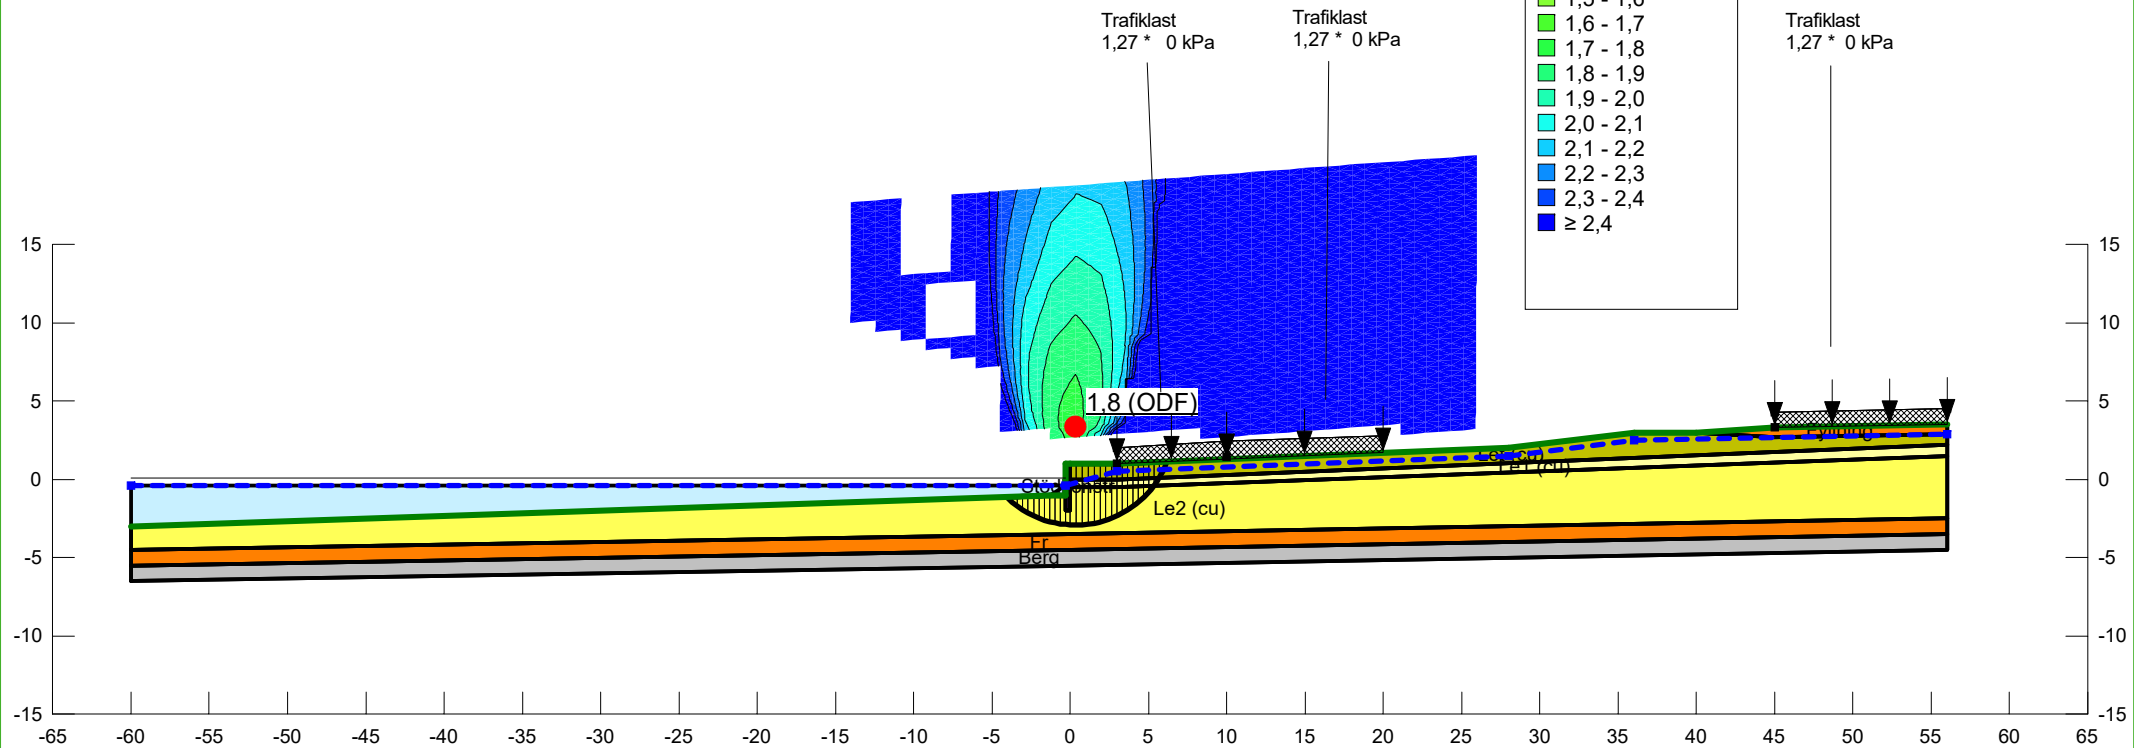 Trafiklast
1,27 *   0 kPa
Trafiklast
1,27 *  0 kPa
Trafiklast
1,27 *  0 kPa
1,6 - 1,7
1,7 - 1,8
1,8 - 1,9
1,9 - 2,0
2,0 - 2,1
2,1 - 2,2
2,2 - 2,3
2,3 - 2,4
≥ 2,4
15
10
5
0
-5
-10
-15
15
10
5
0
-5
-10
-15
1,8 (ODF)
Fyllning
Le1 (cu)
Le2 (cu)
Fr
Berg
-65 -60 -55 -50 -45 -40 -35 -30 -25 -20 -15 -10 -5 0 5 10 15 20 25 30 35 40 45 50 55 60 65